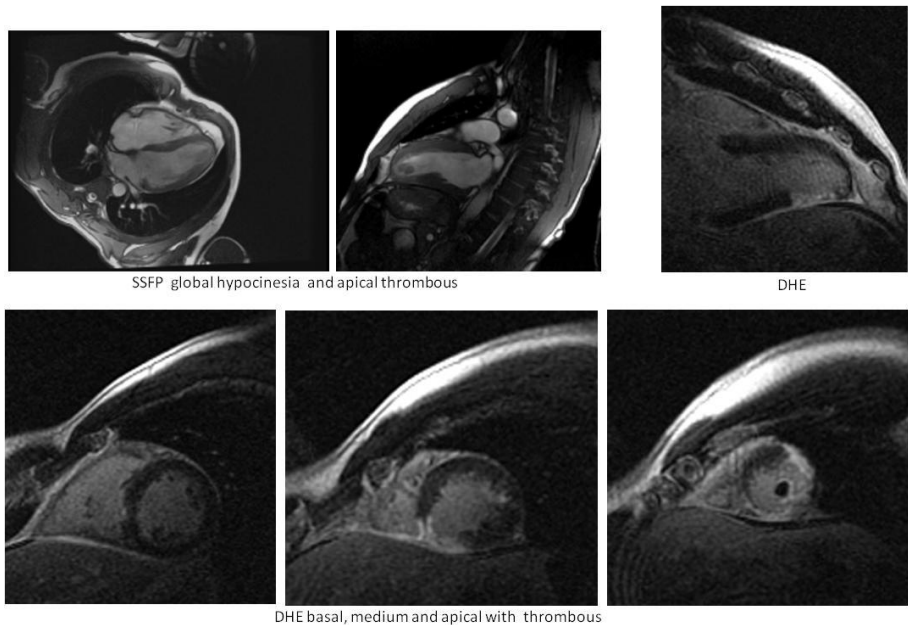 SSFP global hypocinesia and apical thrombous
DHE
DHE basal, medium and apical with thrombous